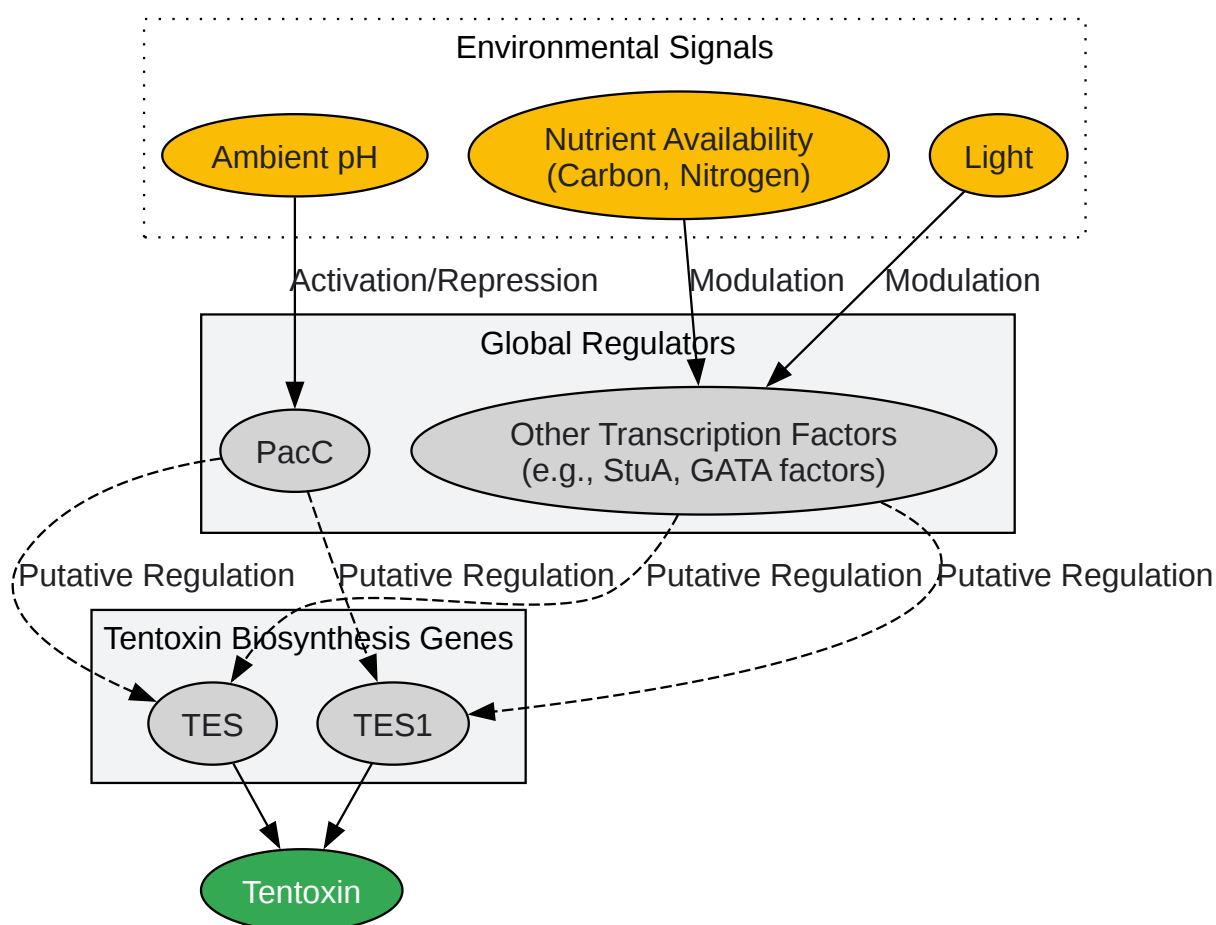 Environmental Signals
Ambient pH
Nutrient Availability
(Carbon, Nitrogen)
Light
Activation/Repression
Modulation
Modulation
Global Regulators
PacC
Other Transcription Factors
(e.g., StuA, GATA factors)
Putative Regulation
Putative Regulation
Putative Regulation
Putative Regulation
Tentoxin Biosynthesis Genes
TES
TES1
Tentoxin